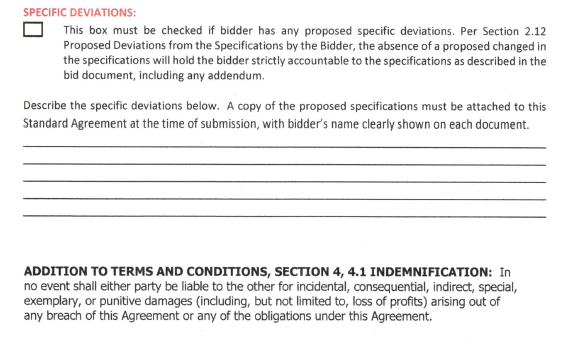 SPECIFIC DEVIATIONS:
This box must be checked if bidder has any proposed specific deviations. Per Section 2.12
Proposed Deviations from the Specifications by the Bidder, the absence of a proposed changed in
the specifications will hold the bidder strictly accountable to the specifications as described in the
bid document, including any addendum.
Describe the specific deviations below. A copy of the proposed specifications must be attached to this
Standard Agreement at the time of submission, with bidder's name clearly shown on each document.
ADDITION TO TERMS AND CONDITIONS, SECTION 4, 4.1 INDEMNIFICATION: In
no event shall either party be liable to the other for incidental, consequential, indirect, special,
exemplary, or punitive damages (including, but not limited to, loss of profits) arising out of
any breach of this Agreement or any of the obligations under this Agreement.